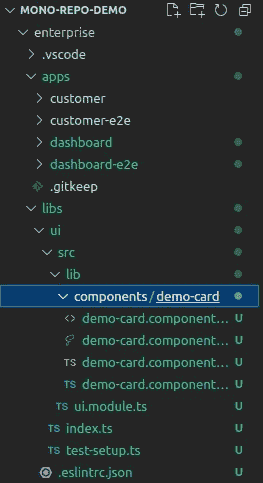 MONO-REPO-DEMO
enterprise
.vscode
apps
customer
customer-e2e
dashboard
dashboard-e2e
.gitkeep
libs
ui
src
lib
components/demo-card
demo-card.component... U
demo-card.component... U
TS demo-card.component... U
TS demo-card.component... U
TS ui.module.ts U
TS index.ts U
TS test-setup.ts U
.eslintrc.json U